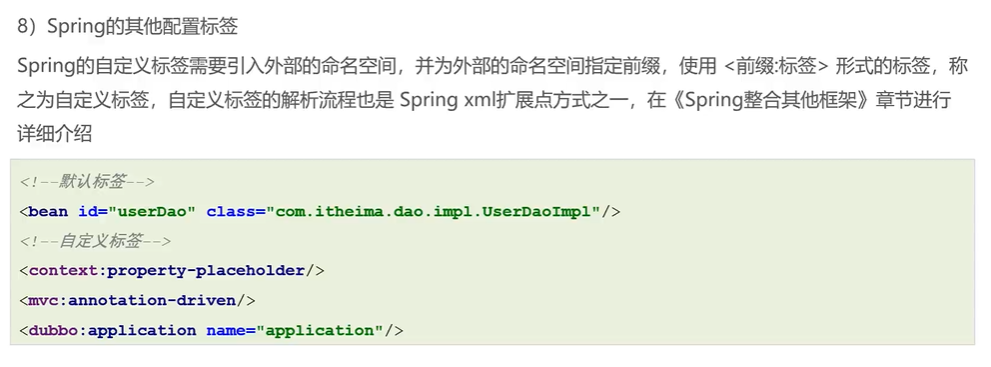 8）Spring的其他配置标签
Spring的自定义标签需要引入外部的命名空间，并为外部的命名空间指定前缀，使用 <前缀:标签> 形式的标签，称
之为自定义标签，自定义标签的解析流程也是 Spring xml扩展点方式之一，在《Spring整合其他框架》章节进行
详细介绍
<!--默认标签-->
<bean id="userDao" class="com.itheima.dao.impl.UserDaoImpl"/>
<!--自定义标签-->
<context:property-placeholder/>
<mvc:annotation-driven/>
<dubbo:application name="application"/>